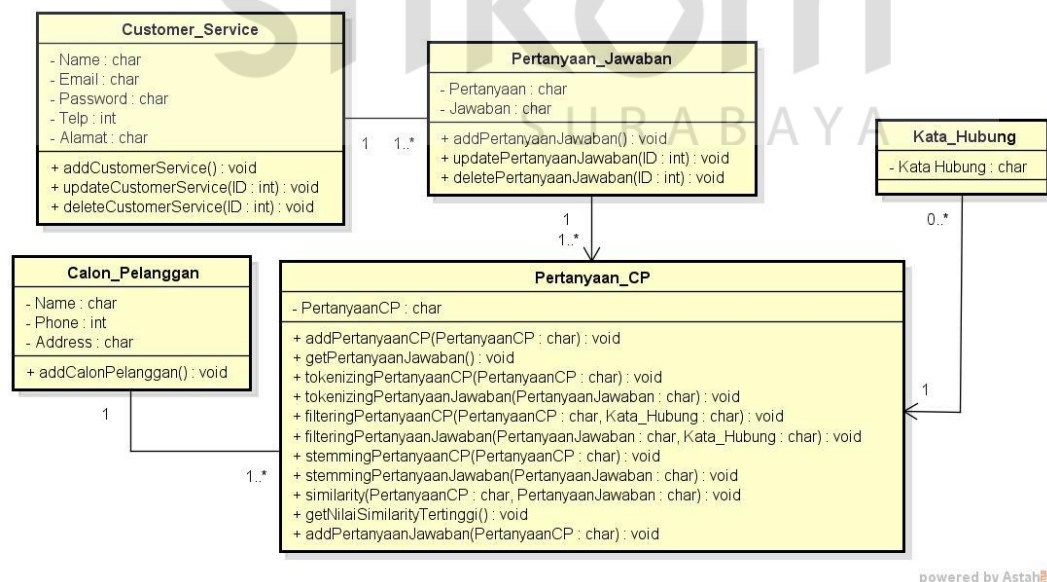 stikom
SURABAYA
Customer_Service
- Name : char
- Email : char
- Password : char
- Telp : int
- Alamat : char
+ addCustomerService() : void
+ updateCustomerService(ID : int) : void
+ deleteCustomerService(ID : int) : void
1 1..*
Pertanyaan_Jawaban
- Pertanyaan : char
- Jawaban : char
+ addPertanyaanJawaban() : void
+ updatePertanyaanJawaban(ID : int) : void
+ deletePertanyaanJawaban(ID : int) : void
Kata_Hubung
- Kata Hubung : char
0..*
1
1
1..*
Calon_Pelanggan
- Name : char
- Phone : int
- Address : char
+ addCalonPelanggan() : void
1
1..*
Pertanyaan_CP
- PertanyaanCP : char
+ addPertanyaanCP(PertanyaanCP : char) : void
+ getPertanyaanJawaban() : void
+ tokenizingPertanyaanCP(PertanyaanCP : char) : void
+ tokenizingPertanyaanJawaban(PertanyaanJawaban : char) : void
+ filteringPertanyaanCP(PertanyaanCP : char, Kata_Hubung : char) : void
+ filteringPertanyaanJawaban(PertanyaanJawaban : char, Kata_Hubung : char) : void
+ stemmingPertanyaanCP(PertanyaanCP : char) : void
+ stemmingPertanyaanJawaban(PertanyaanJawaban : char) : void
+ similarity(PertanyaanCP : char, PertanyaanJawaban : char) : void
+ getNilaiSimilarityTertinggi() : void
+ addPertanyaanJawaban(PertanyaanCP : char) : void
powered by Astah